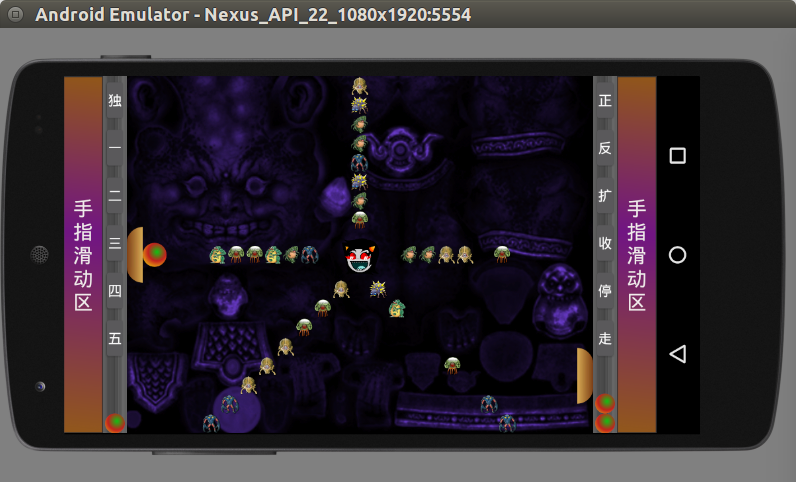 Android Emulator - Nexus_API_22_1080x1920:5554
手指滑动区
独
一
二
三
四
五
正
反
扩
收
停
走
手指滑动区